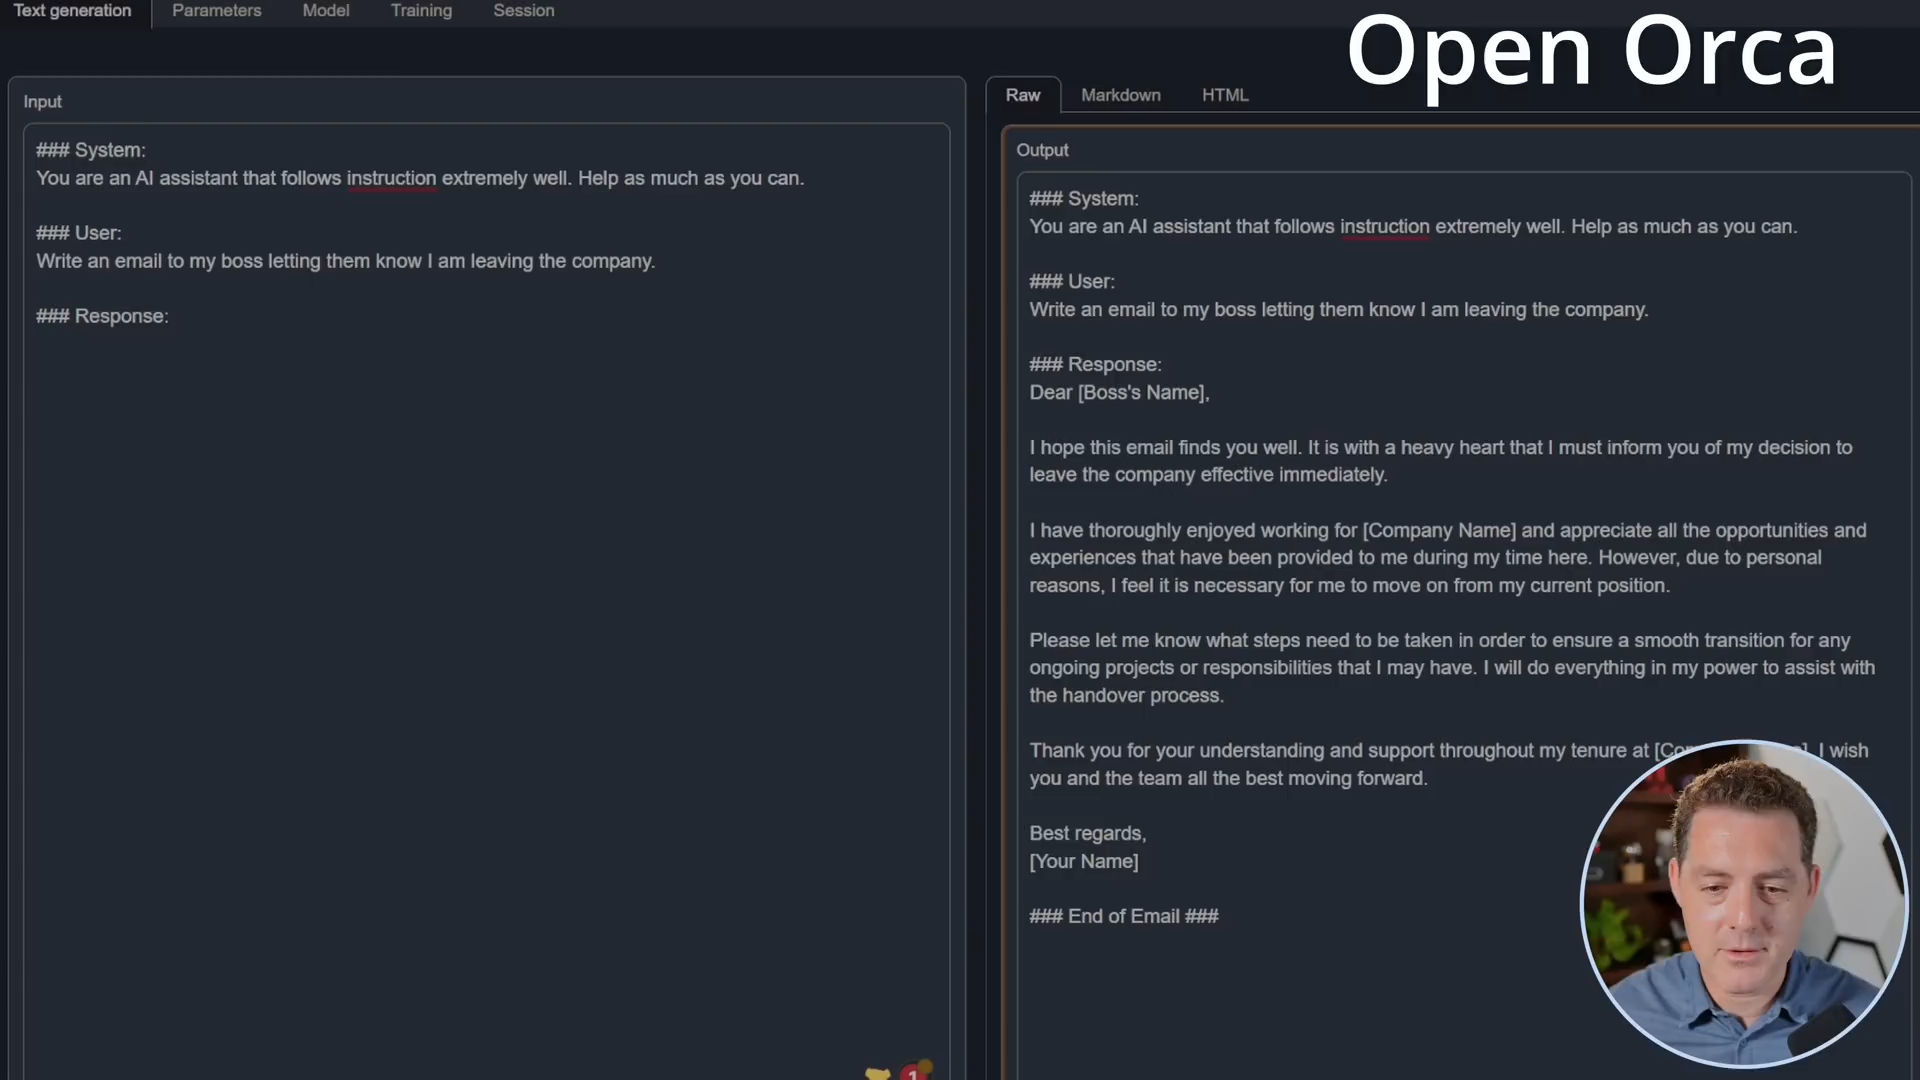 Text generation Parameters Model Training Session
Open Orca
Input
### System:
You are an AI assistant that follows instruction extremely well. Help as much as you can.
### User:
Write an email to my boss letting them know I am leaving the company.
### Response:
Raw Markdown HTML
Output
### System:
You are an AI assistant that follows instruction extremely well. Help as much as you can.
### User:
Write an email to my boss letting them know I am leaving the company.
### Response:
Dear [Boss's Name],
I hope this email finds you well. It is with a heavy heart that I must inform you of my decision to
leave the company effective immediately.
I have thoroughly enjoyed working for [Company Name] and appreciate all the opportunities and
experiences that have been provided to me during my time here. However, due to personal
reasons, I feel it is necessary for me to move on from my current position.
Please let me know what steps need to be taken in order to ensure a smooth transition for any
ongoing projects or responsibilities that I may have. I will do everything in my power to assist with
the handover process.
Thank you for your understanding and support throughout my tenure at I wish
you and the team all the best moving forward.
Best regards,
[Your Name]
### End of Email ###
1